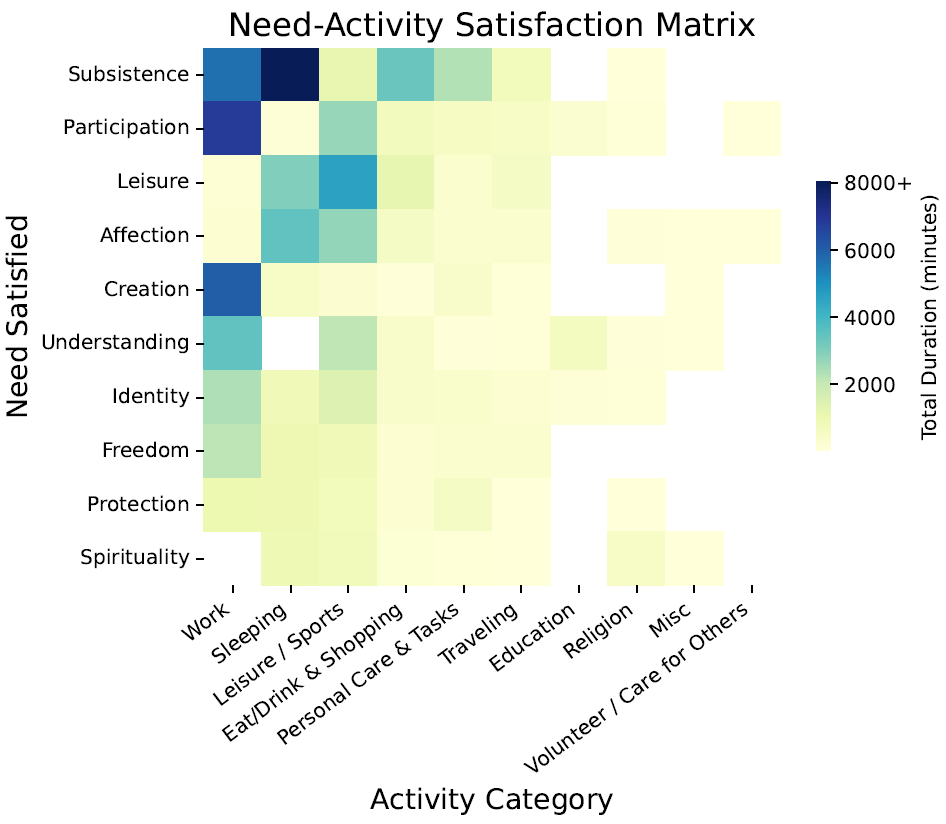 Need-Activity Satisfaction Matrix
Need Satisfied
Subsistence
Participation
Leisure
Affection
Creation
Understanding
Identity
Freedom
Protection
Spirituality
Work
Sleeping
Leisure / Sports
Eat/Drink & Shopping
Personal Care & Tasks
Traveling
Education
Religion
Misc
Volunteer / Care for Others
Activity Category
8000+
6000
4000
2000
Total Duration (minutes)